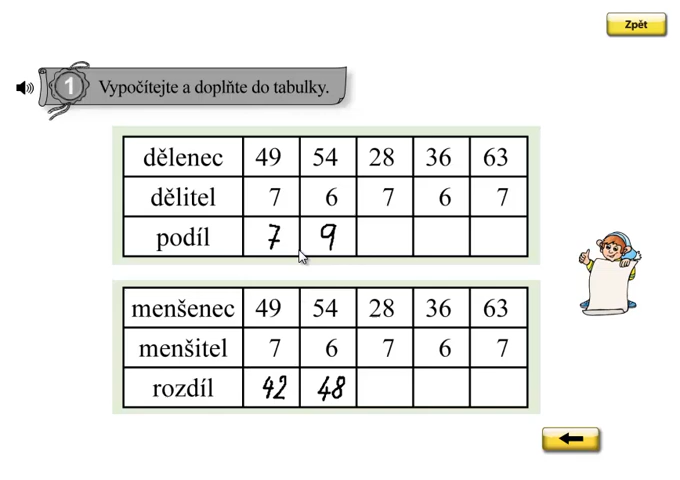 Zpět
1 Vypočítejte a doplňte do tabulky.
dělenec 49 54 28 36 63
dělitel 7 6 7 6 7
podíl 7 9
menšenec 49 54 28 36 63
menšitel 7 6 7 6 7
rozdíl 42 48